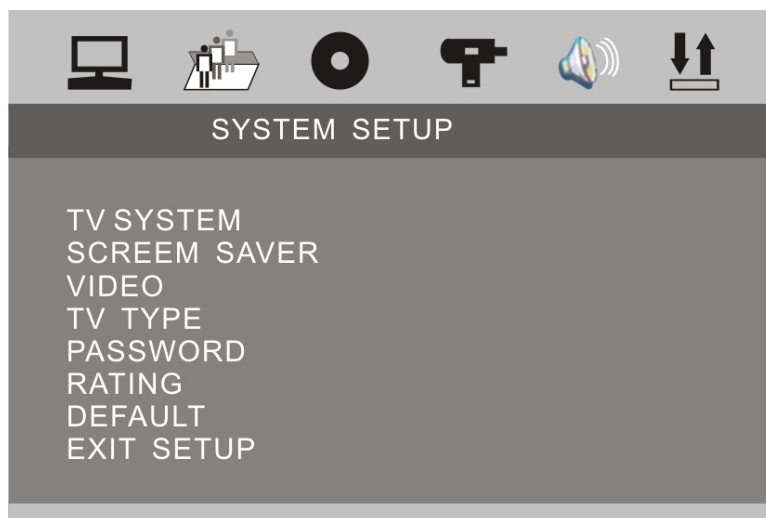 SYSTEM SETUP
TV SYSTEM
SCREEM SAVER
VIDEO
TV TYPE
PASSWORD
RATING
DEFAULT
EXIT SETUP